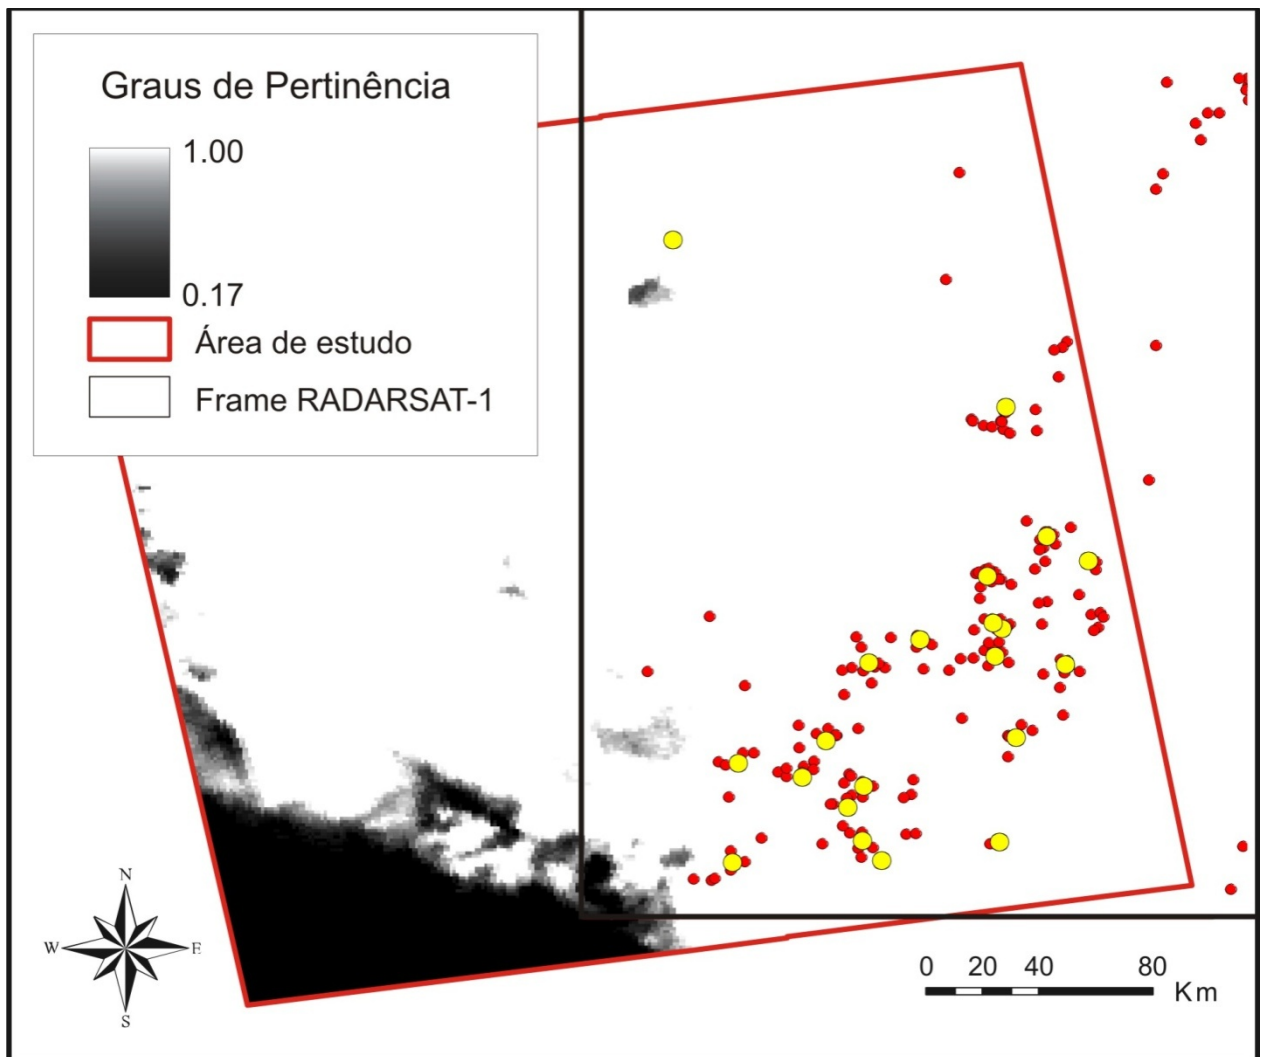 Graus de Pertinência
1.00
0.17
Área de estudo
Frame RADARSAT-1
N
W
E
S
0 20 40 80
Km